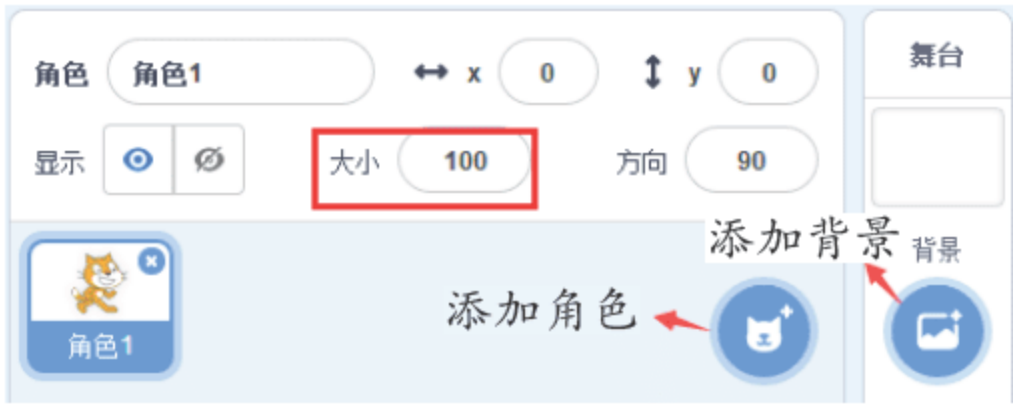 角色 角色1 x 0 y 0 舞台
显示 大小 100 方向 90
添加背景 背景
添加角色
角色1